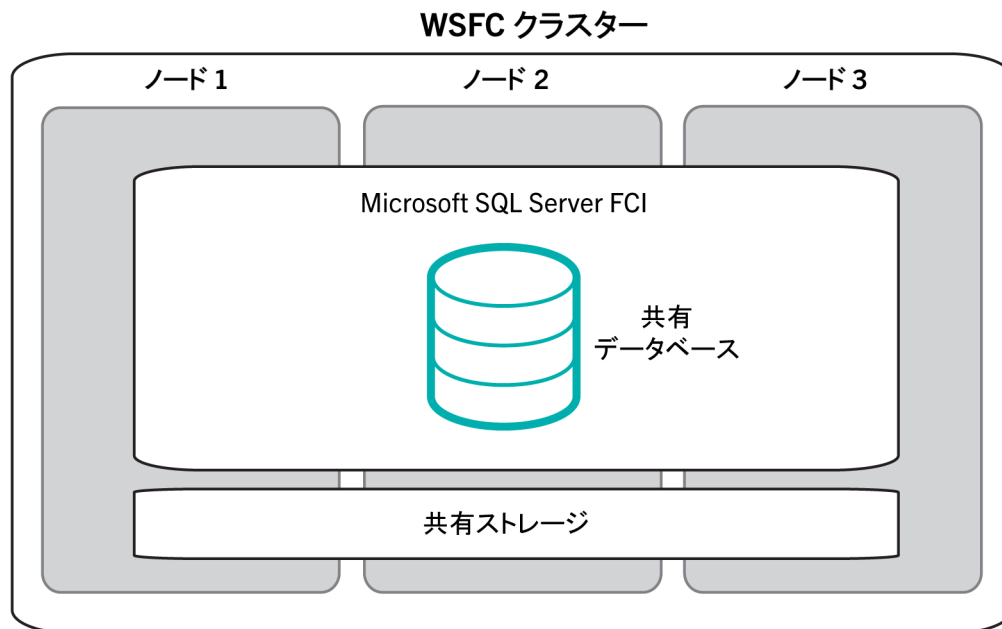 WSFC クラスター
ノード 1
ノード 2
ノード 3
Microsoft SQL Server FCI
共有
データベース
共有ストレージ